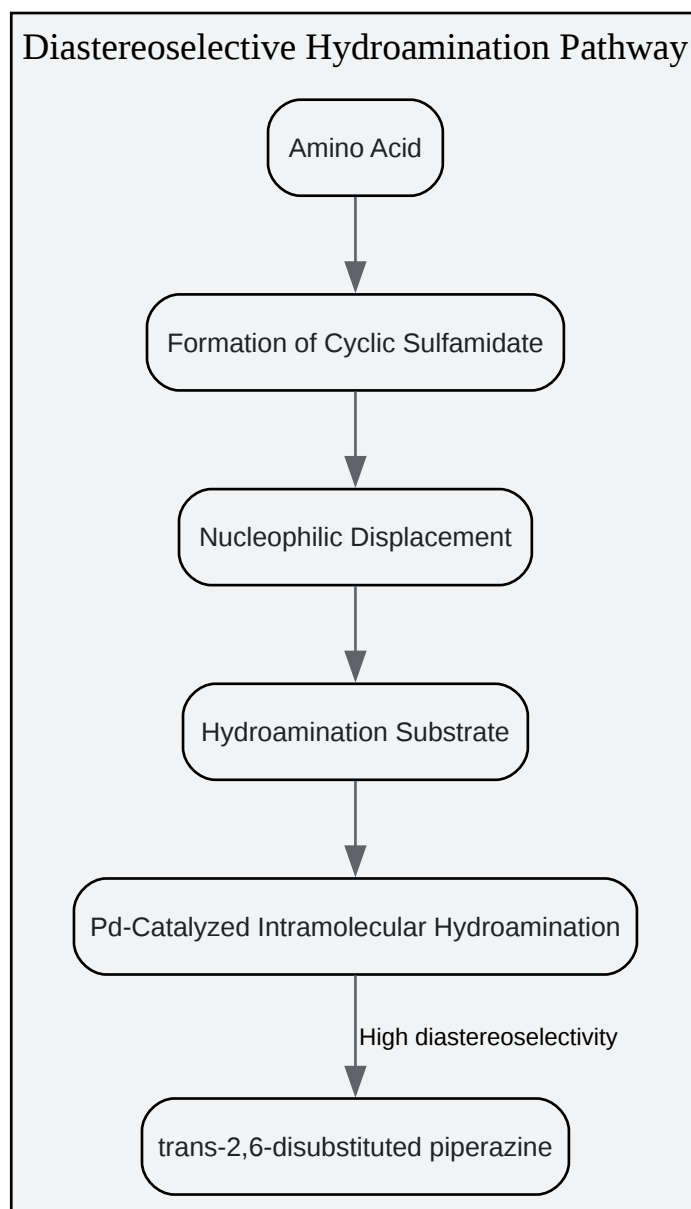 Diastereoselective Hydroamination Pathway
Amino Acid
Formation of Cyclic Sulfamidate
Nucleophilic Displacement
Hydroamination Substrate
Pd-Catalyzed Intramolecular Hydroamination
High diastereoselectivity
trans-2,6-disubstituted piperazine